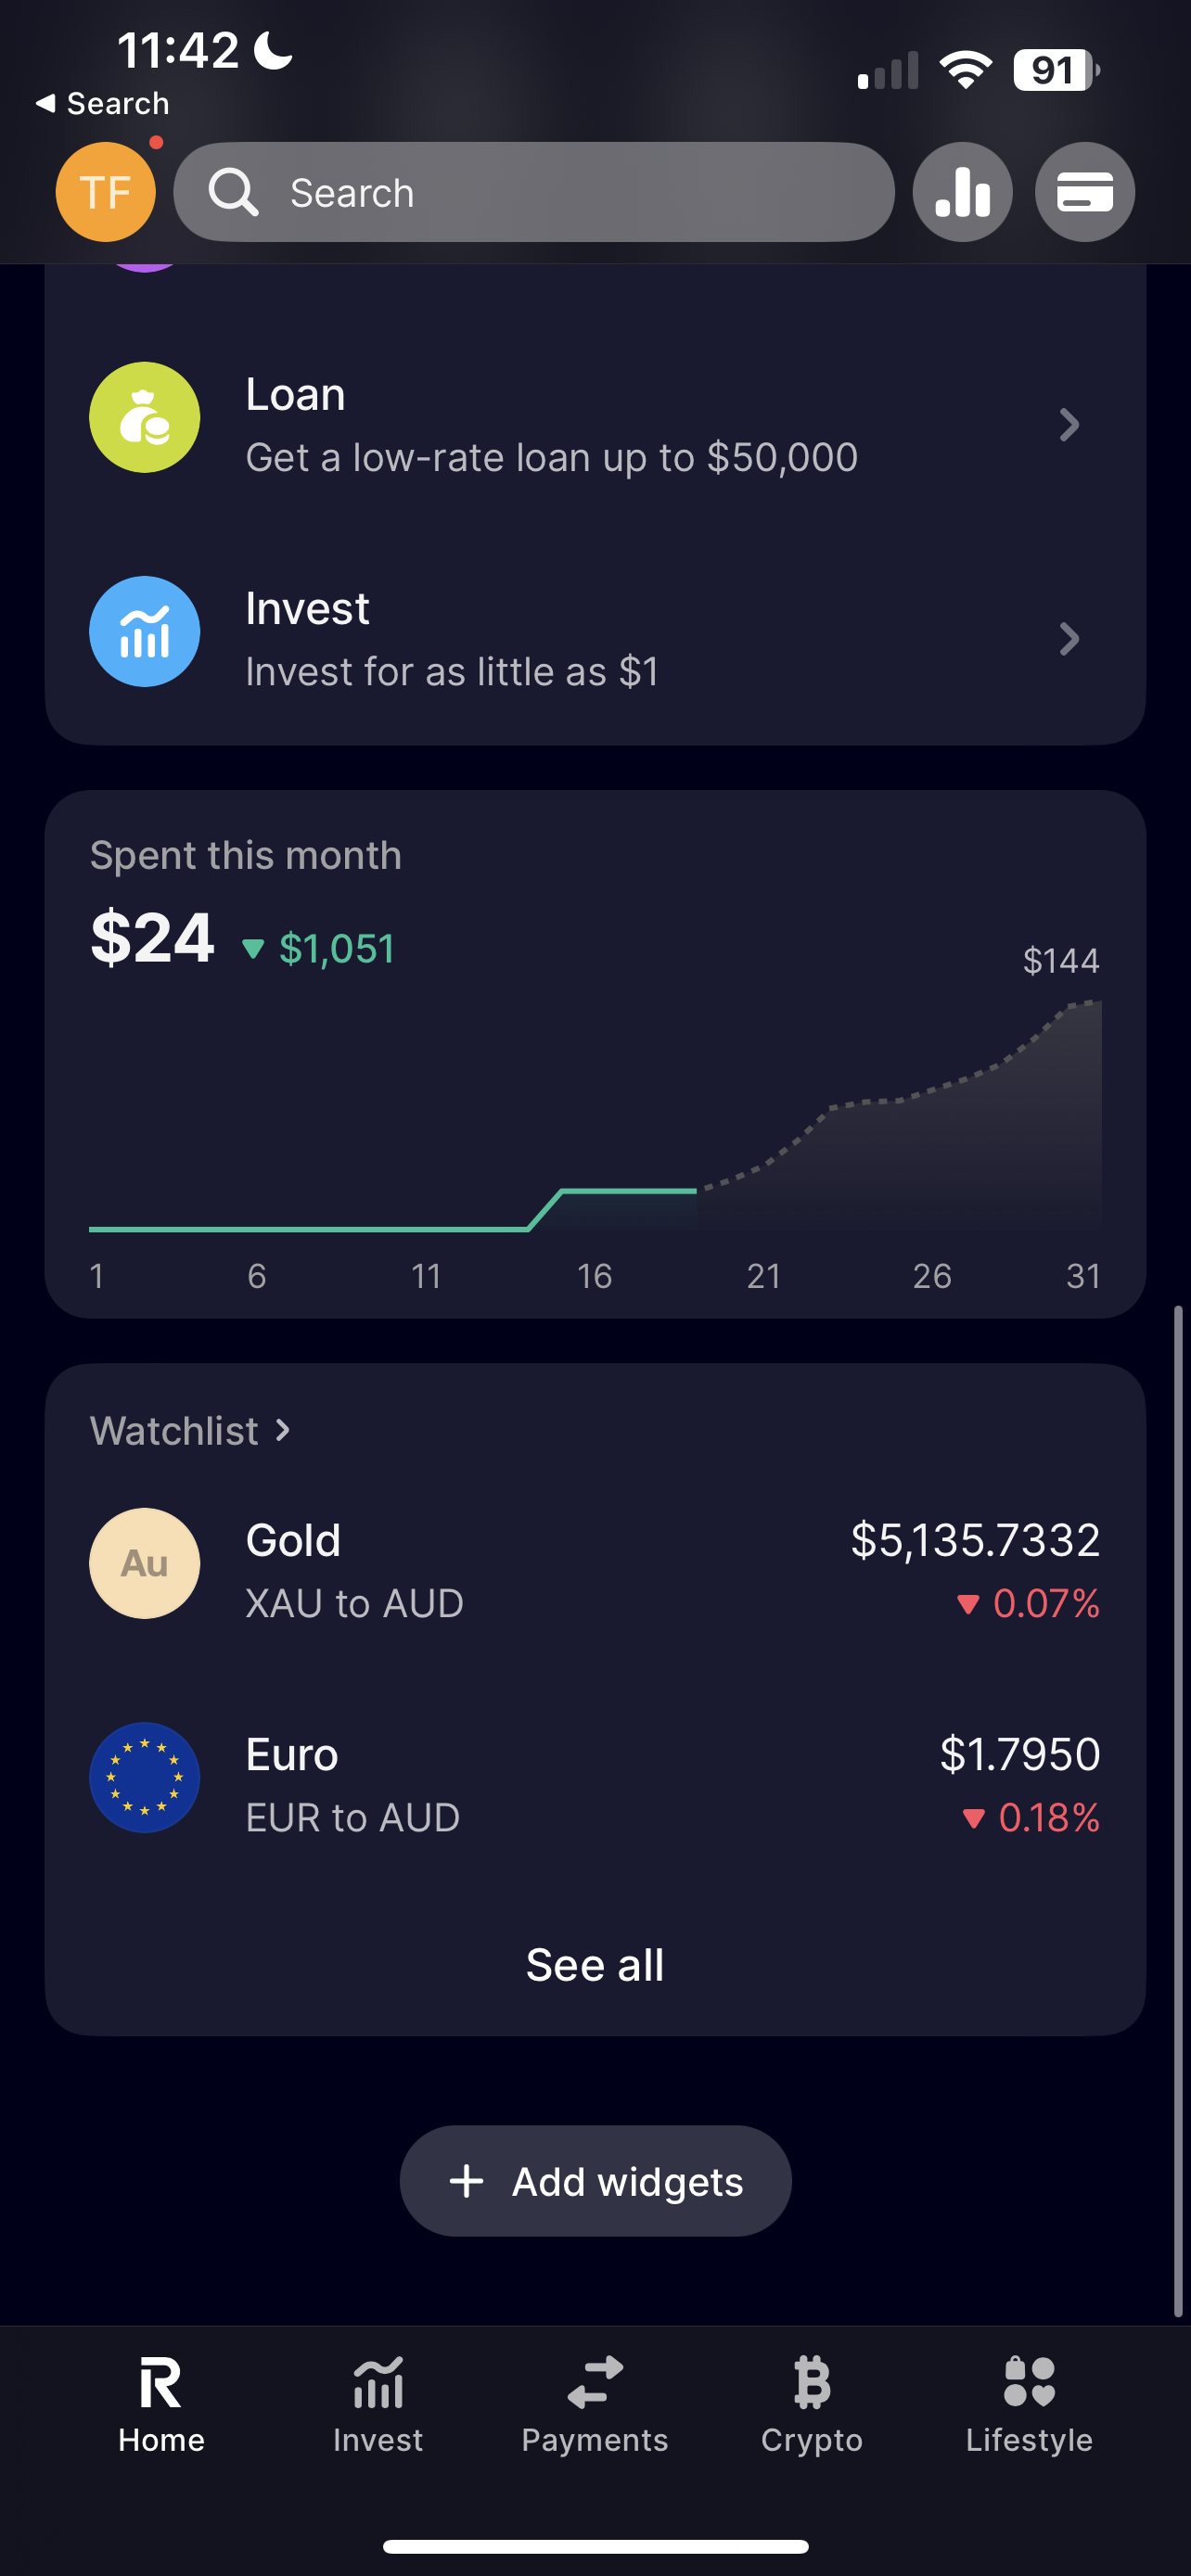 11:42
Search
91
TF
Search
Loan
Get a low-rate loan up to $50,000
Invest
Invest for as little as $1
Spent this month
$24 $1,051
$144
1 6 11 16 21 26 31
Watchlist
Au
Gold
$5,135.7332
XAU to AUD
0.07%
Euro
$1.7950
EUR to AUD
0.18%
See all
+ Add widgets
Home Invest Payments Crypto Lifestyle